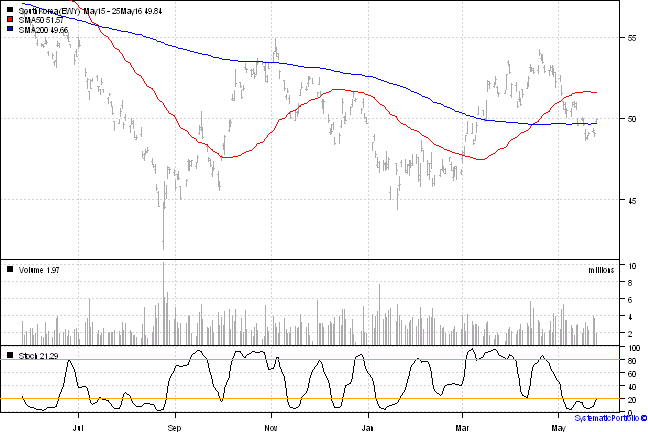 South Korea (EWY) May15 - 25May16 49.84
SMA50 51.57
SMA200 49.66
55
50
45
Volume 1.97
millions
10
8
6
4
2
Stoch 21.29
100
80
60
40
20
0
Jul Sep Nov Jan Mar May
SystematicPortfolio ©